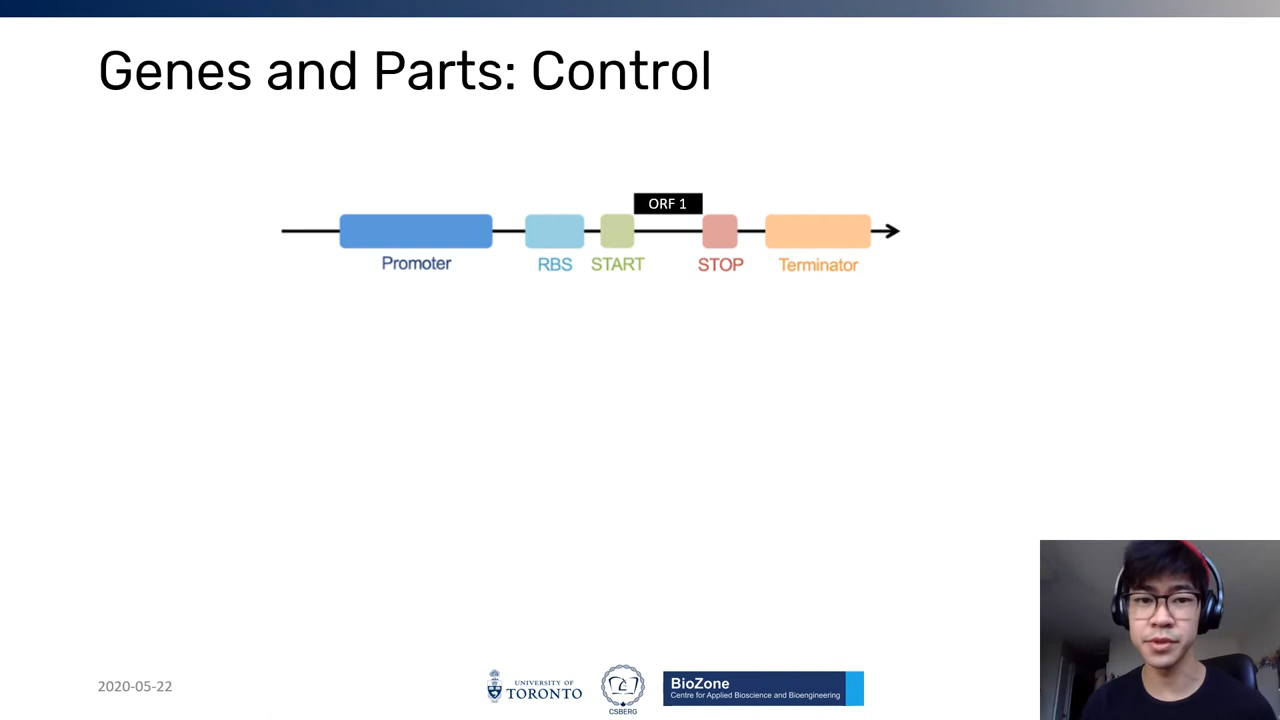 Genes and Parts: Control
ORF 1
Promoter
RBS
START
STOP
Terminator
2020-05-22
UNIVERSITY OF
TORONTO
CSBERG
BioZone
Centre for Applied Bioscience and Bioengineering